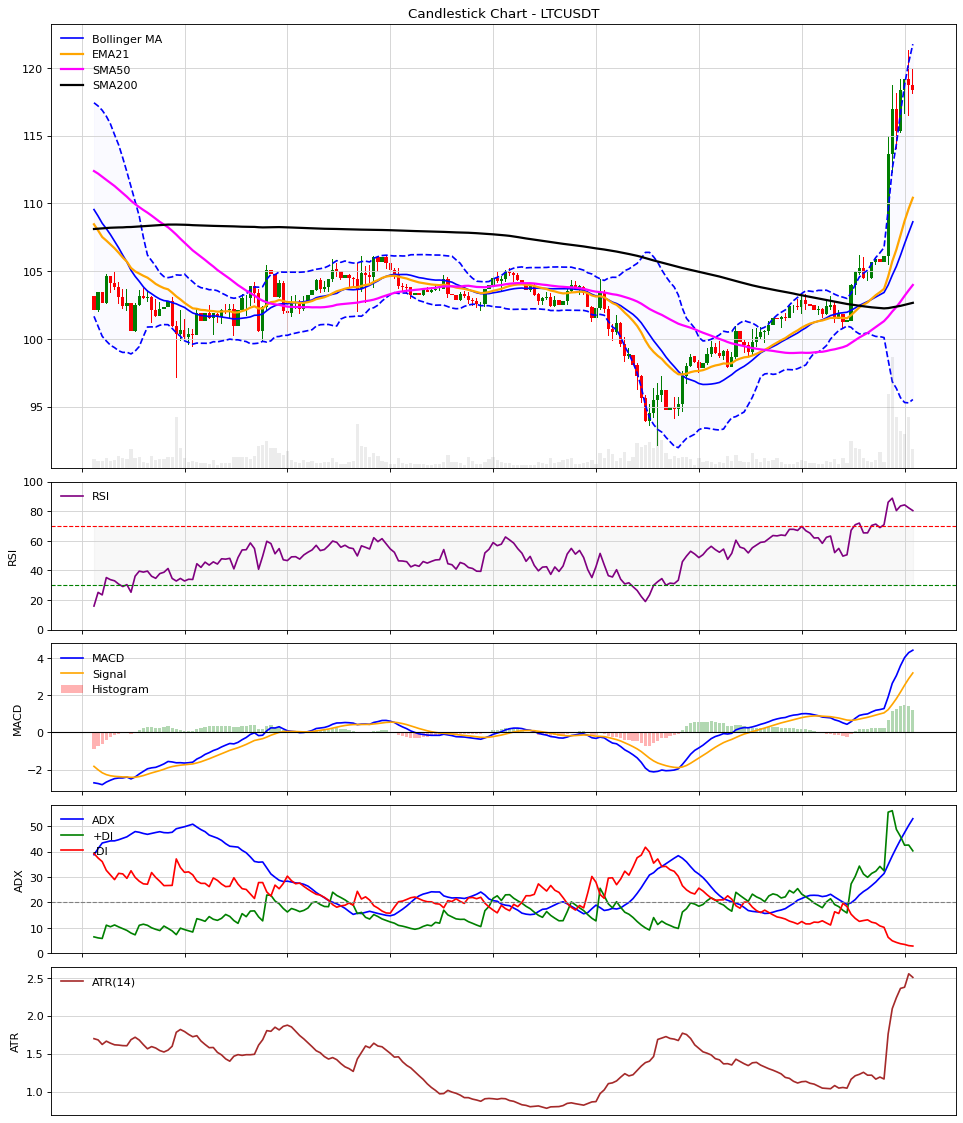 Candlestick Chart - LTCUSDT
Bollinger MA
EMA21
SMA50
SMA200
120
115
110
105
100
95
RSI
100
80
60
40
20
0
RSI
MACD
Signal
Histogram
4
2
0
−2
MACD
ADX
+DI
-DI
50
40
30
20
10
0
ADX
ATR(14)
2.5
2.0
1.5
1.0
ATR